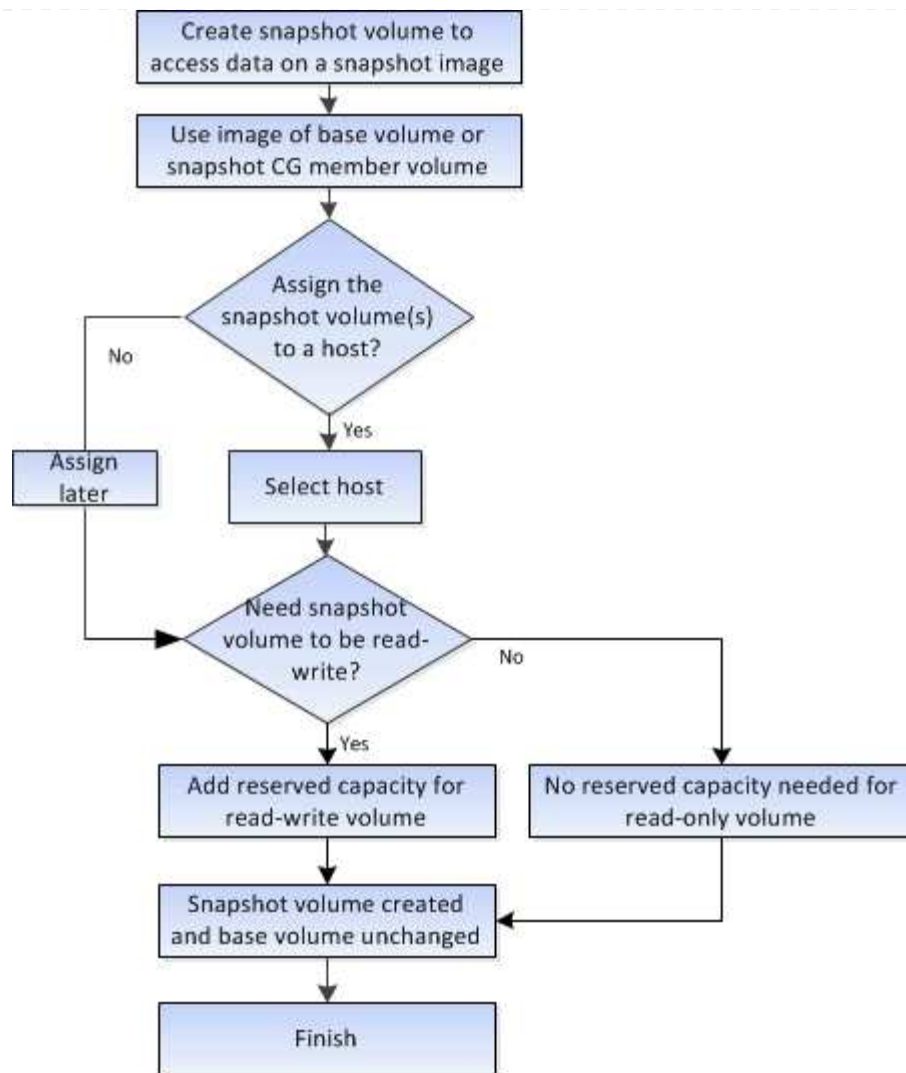 Create snapshot volume to
access data on a snapshot image
Use image of base volume or
snapshot CG member volume
Assign the
snapshot volume(s)
to a host?
No
Yes
Assign
later
Select host
Need snapshot
volume to be read-
write?
No
Yes
Add reserved capacity for
read-write volume
No reserved capacity needed for
read-only volume
Snapshot volume created
and base volume unchanged
Finish